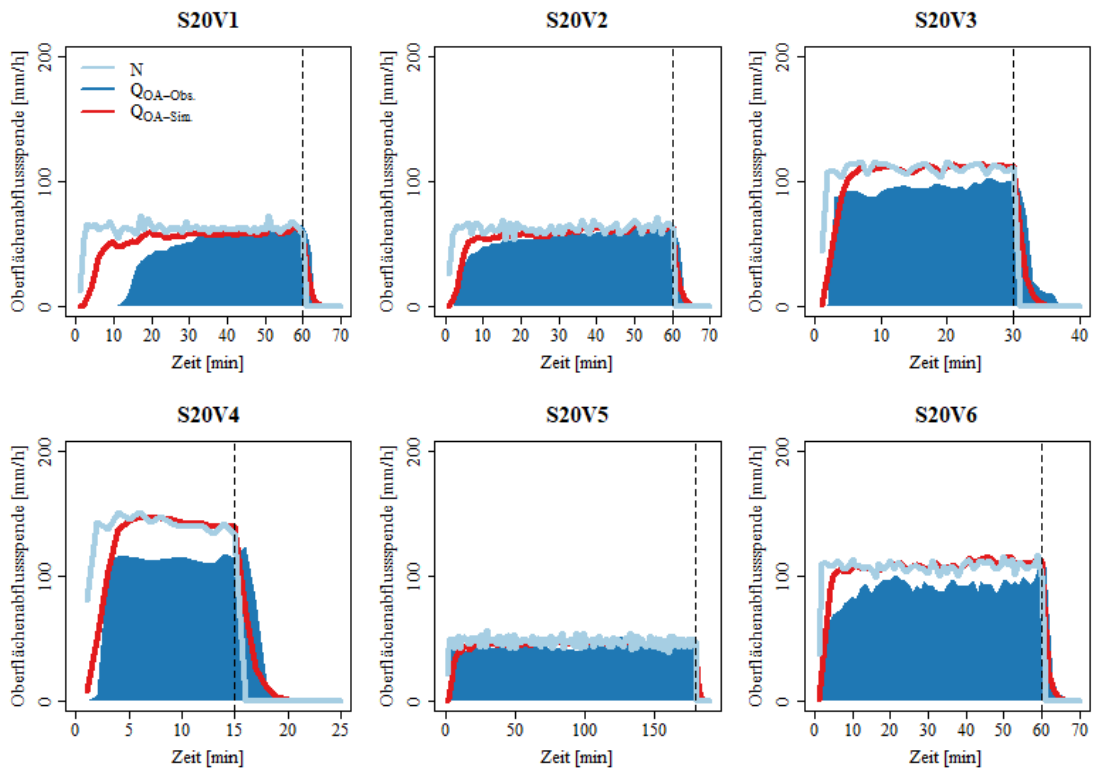 S20V1
Oberflächenabflussspende [mm/h]
200
100
0
N
QOA−Obs.
QOA−Sim.
0 10 20 30 40 50 60 70
Zeit [min]
S20V2
Oberflächenabflussspende [mm/h]
200
100
0
0 10 20 30 40 50 60 70
Zeit [min]
S20V3
Oberflächenabflussspende [mm/h]
200
100
0
0 10 20 30 40
Zeit [min]
S20V4
Oberflächenabflussspende [mm/h]
200
100
0
0 5 10 15 20 25
Zeit [min]
S20V5
Oberflächenabflussspende [mm/h]
200
100
0
0 50 100 150
Zeit [min]
S20V6
Oberflächenabflussspende [mm/h]
200
100
0
0 10 20 30 40 50 60 70
Zeit [min]